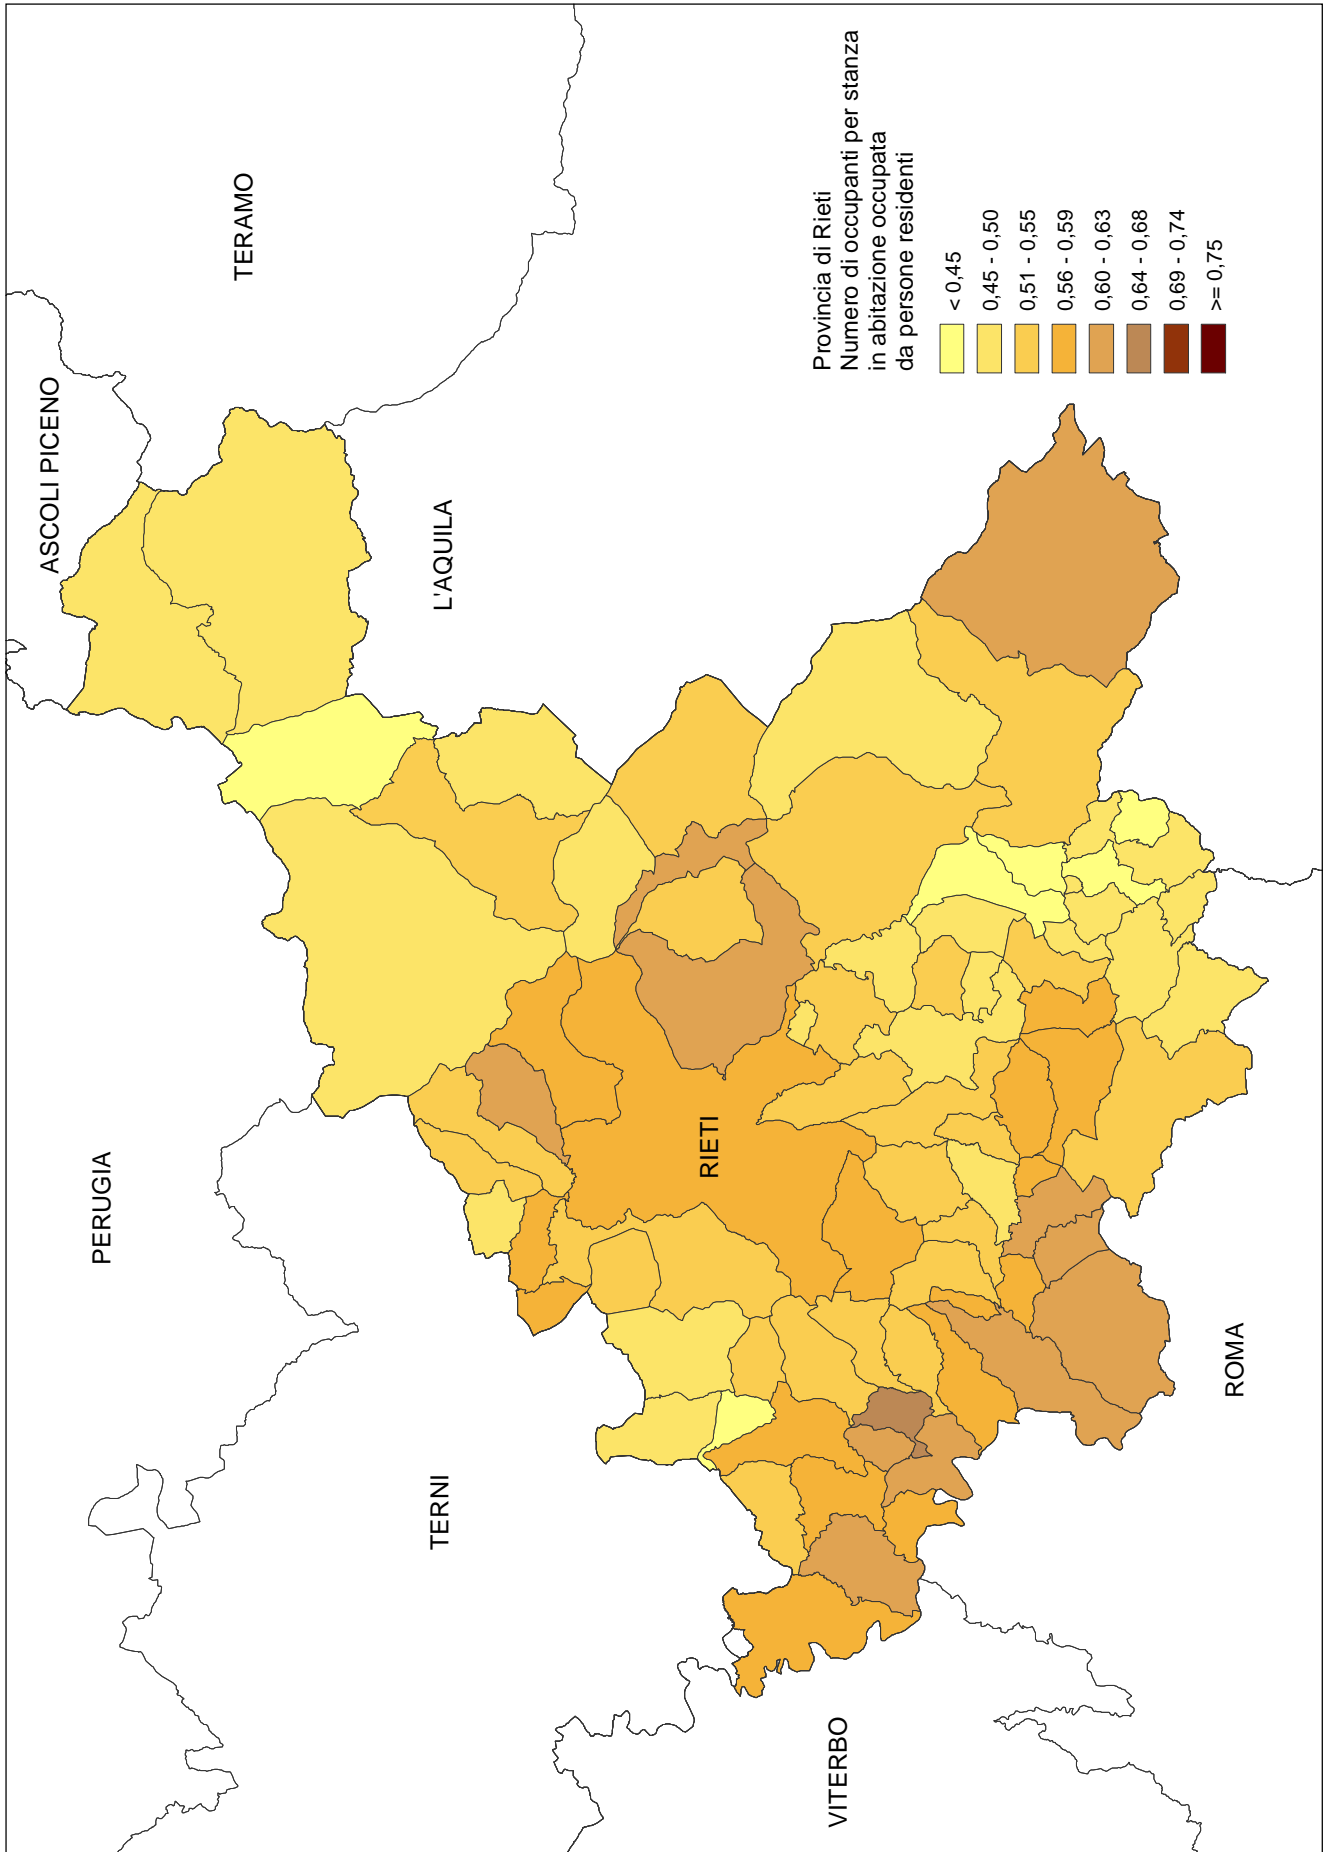 Provincia di Rieti
Numero di occupanti per stanza
in abitazione occupata
da persone residenti
< 0,45
0,45 - 0,50
0,51 - 0,55
0,56 - 0,59
0,60 - 0,63
0,64 - 0,68
0,69 - 0,74
>= 0,75
ASCOLI PICENO
TERAMO
PERUGIA
L'AQUILA
TERNI
RIETI
VITERBO
ROMA